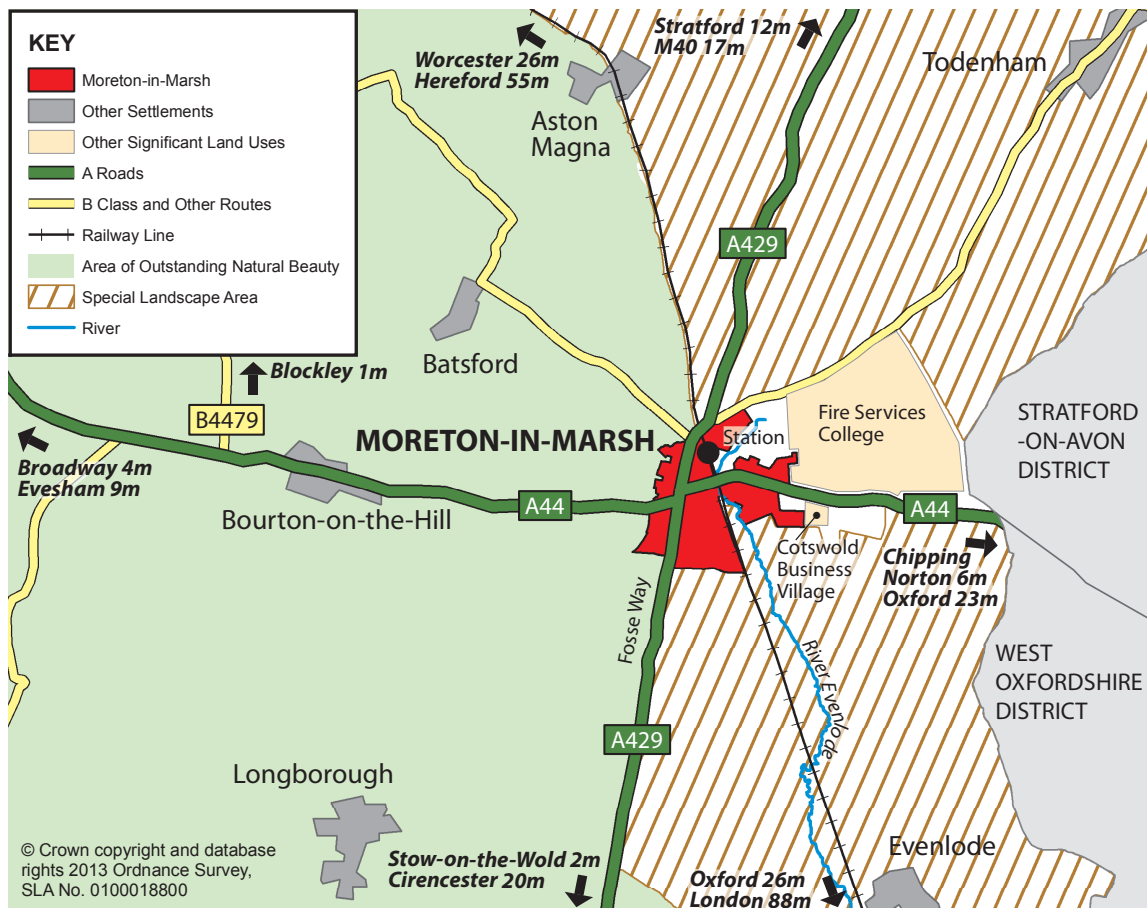 KEY
Moreton-in-Marsh
Other Settlements
Other Significant Land Uses
A Roads
B Class and Other Routes
Railway Line
Area of Outstanding Natural Beauty
Special Landscape Area
River
Worcester 26m
Hereford 55m
Stratford 12m
M40 17m
Todenham
Aston
Magna
A429
Batsford
Blockley 1m
B4479
Broadway 4m
Evesham 9m
MORETON-IN-MARSH
Station
Fire Services
College
STRATFORD
-ON-AVON
DISTRICT
Bourton-on-the-Hill
A44
A44
Cotswold
Business
Village
Chipping
Norton 6m
Oxford 23m
Fosse Way
River Evenlode
WEST
OXFORDSHIRE
DISTRICT
A429
Longborough
Evenlode
© Crown copyright and database
rights 2013 Ordnance Survey,
SLA No. 0100018800
Stow-on-the-Wold 2m
Cirencester 20m
Oxford 26m
London 88m